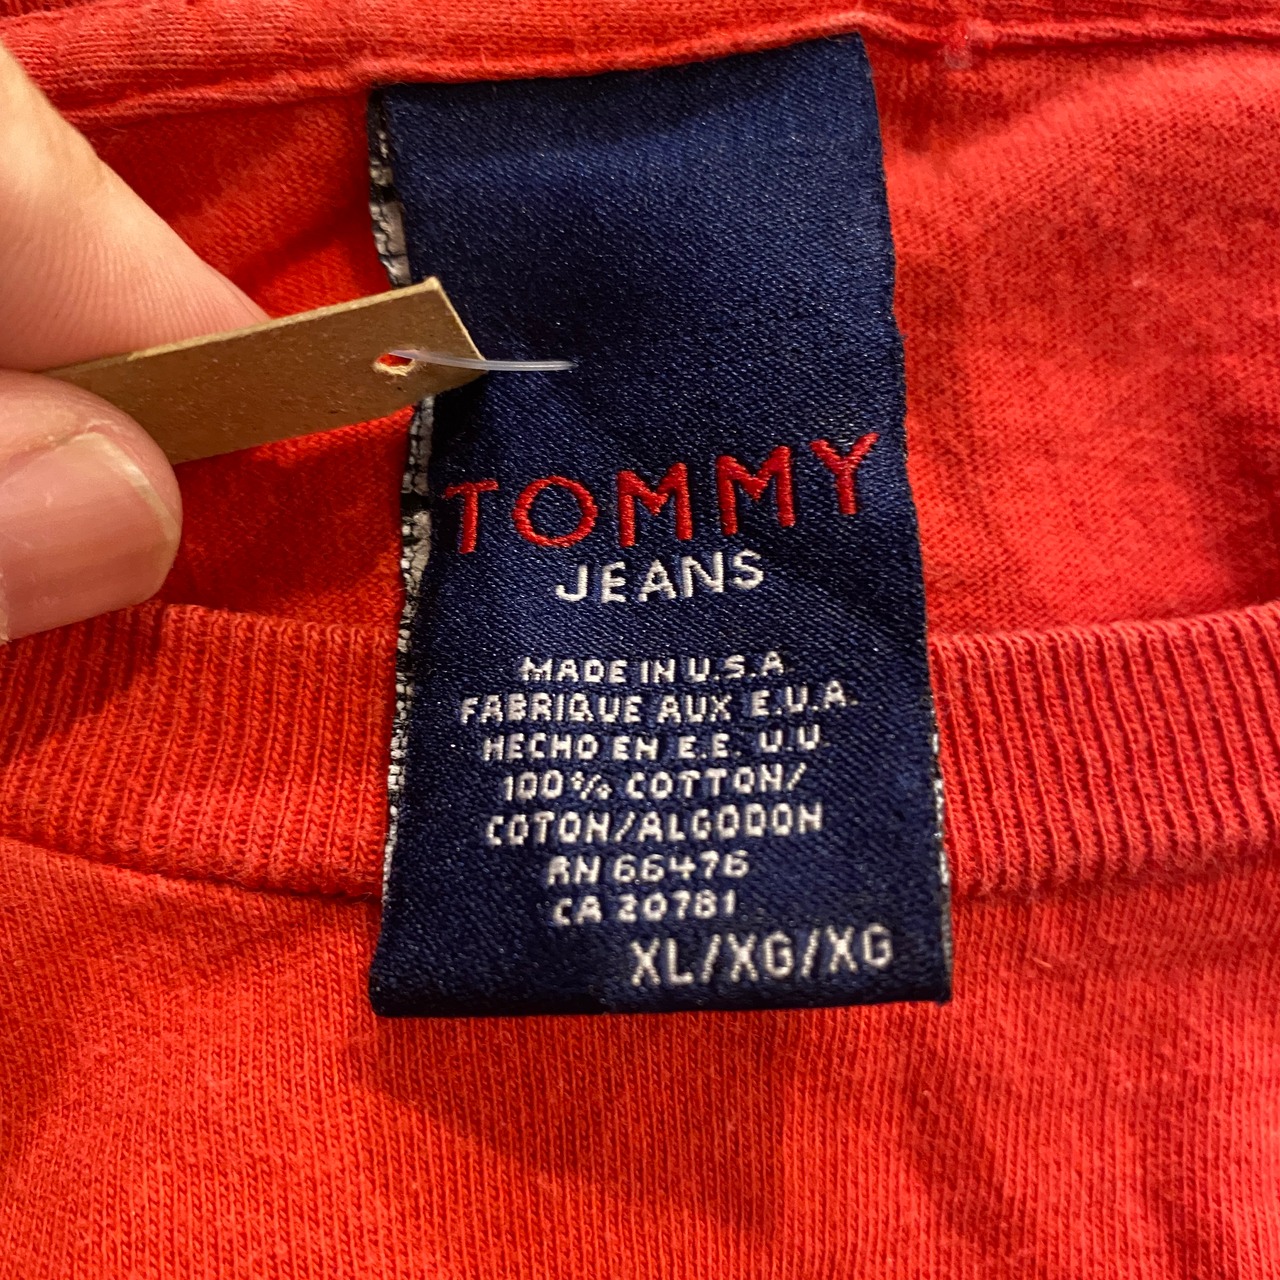 TOMMY
JEANS
MADE IN U.S.A
FABRIQUE AUX E.U.A.
HECHO EN E.E. U.U.
100% COTTON/
COTON/ALGODON
RN 66476
CA 20781
XL/XG/XG